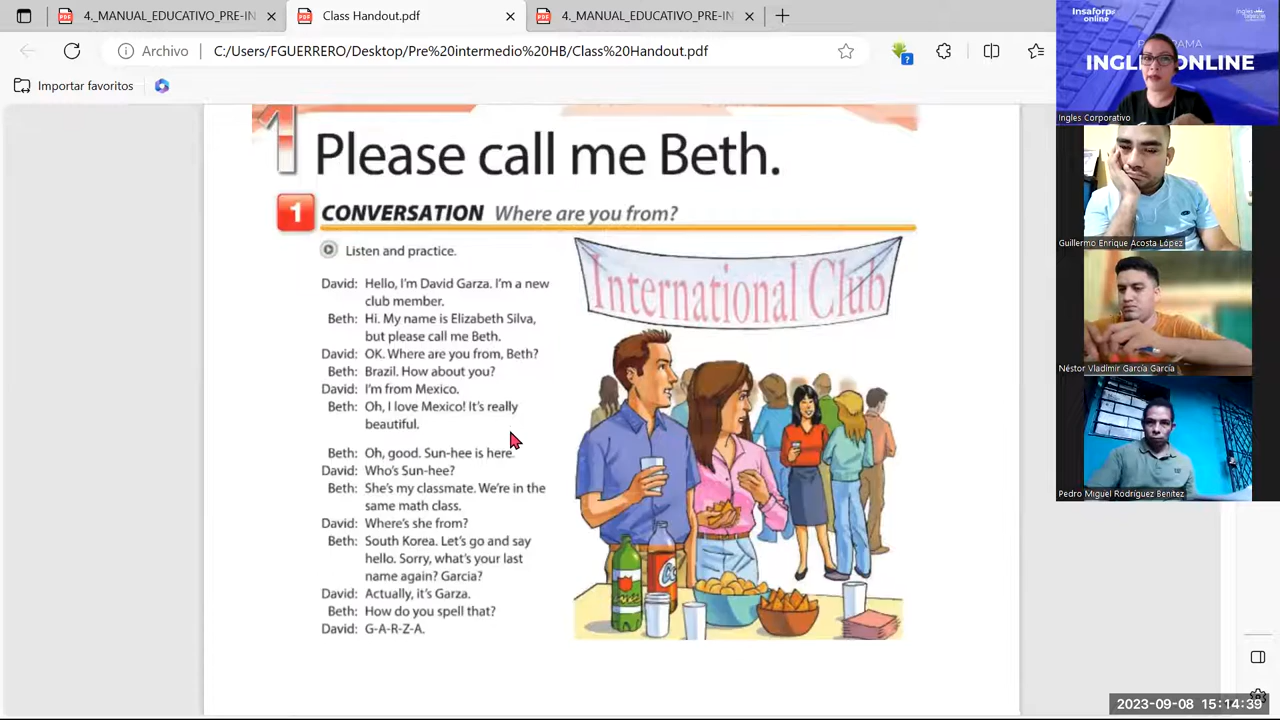 4_MANUAL_EDUCATIVO_PRE-IN
Class Handout.pdf
4_MANUAL_EDUCATIVO_PRE-IN
Archivo
C:/Users/FGUERRERO/Desktop/Pre%20intermedio%20HB/Class%20Handout.pdf
Importar favoritos
1 Please call me Beth.
1 CONVERSATION Where are you from?
Listen and practice.
David: Hello, I'm David Garza. I'm a new
club member.
Beth: Hi. My name is Elizabeth Silva,
but please call me Beth.
David: OK. Where are you from, Beth?
Beth: Brazil. How about you?
David: I'm from Mexico.
Beth: Oh, I love Mexico! It's really
beautiful.
Beth: Oh, good. Sun-hee is here.
David: Who's Sun-hee?
Beth: She's my classmate. We're in the
same math class.
David: Where's she from?
Beth: South Korea. Let's go and say
hello. Sorry, what's your last
name again? Garcia?
David: Actually, it's Garza.
Beth: How do you spell that?
David: G-A-R-Z-A.
International Club
Insaforp
online
INGL ONLINE
Ingles Corporativo
Guillermo Enrique Acosta López
Néstor Vladimir García García
Pedro Miguel Rodríguez Benítez
2023-09-08 15:14:39